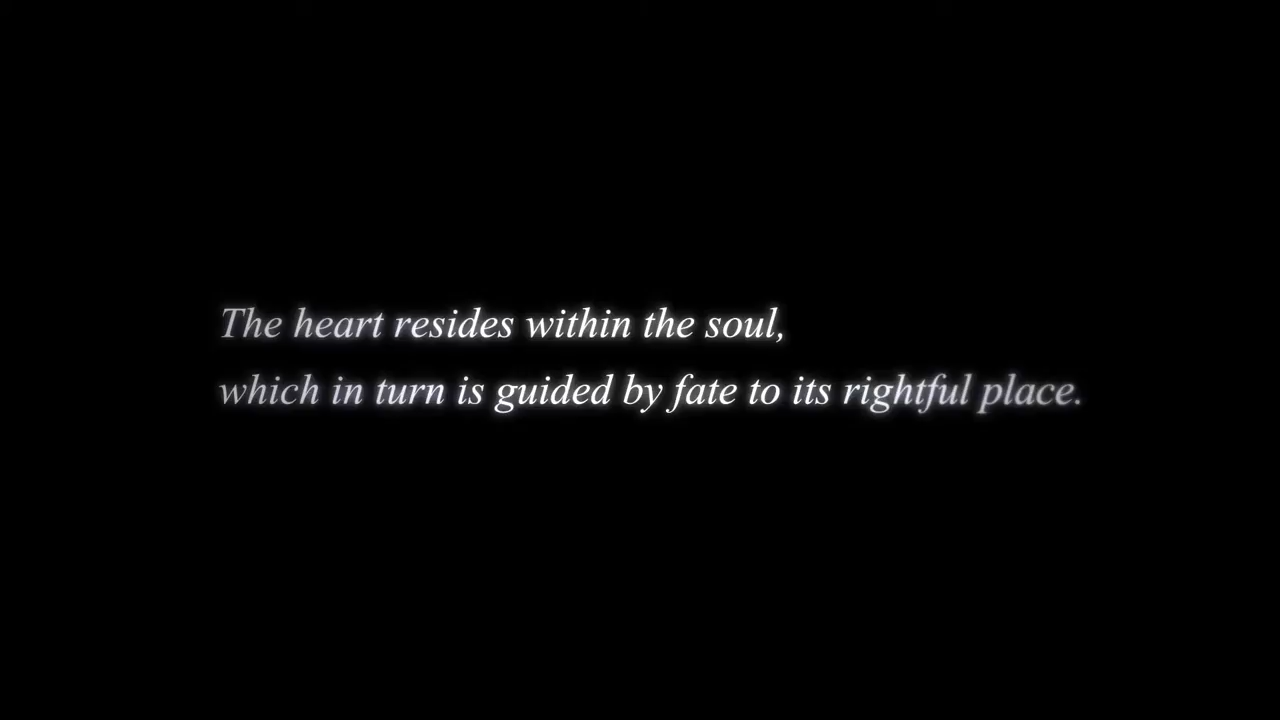 The heart resides within the soul,
which in turn is guided by fate to its rightful place.